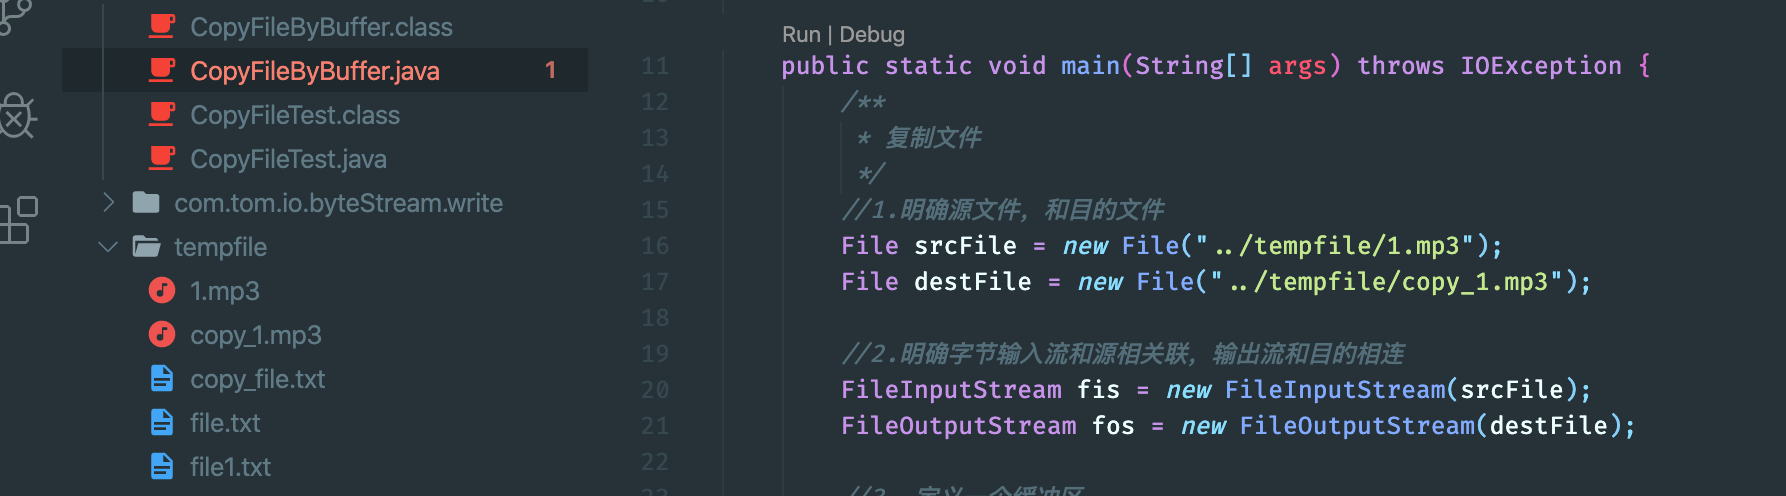 CopyFileByBuffer.class
CopyFileByBuffer.java 1
CopyFileTest.class
CopyFileTest.java
com.tom.io.byteStream.write
tempfile
1.mp3
copy_1.mp3
copy_file.txt
file.txt
file1.txt
Run | Debug
11 public static void main(String[] args) throws IOException {
12 /**
13 * 复制文件
14 */
15 //1.明确源文件，和目的文件
16 File srcFile = new File("../tempfile/1.mp3");
17 File destFile = new File("../tempfile/copy_1.mp3");
18
19 //2.明确字节输入流和源相关联，输出流和目的相连
20 FileInputStream fis = new FileInputStream(srcFile);
21 FileOutputStream fos = new FileOutputStream(destFile);
22